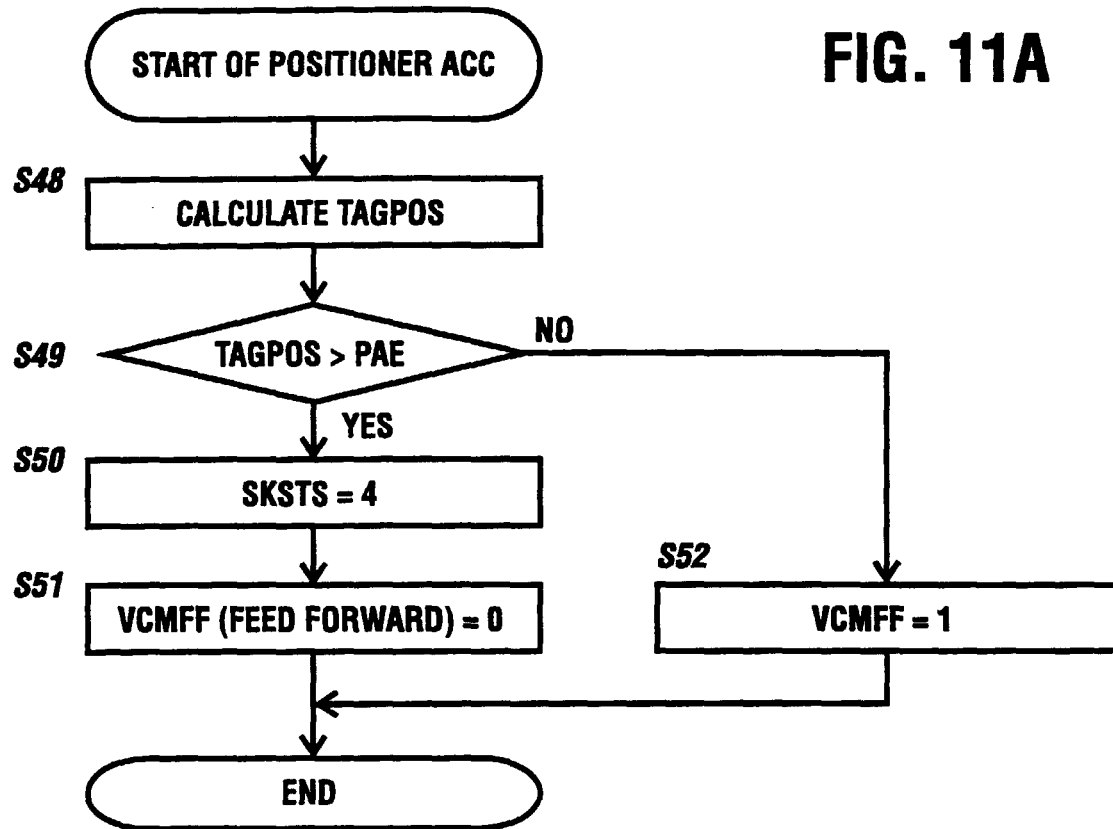 FIG. 11A
START OF POSITIONER ACC
S48
CALCULATE TAGPOS
S49
TAGPOS > PAE
NO
YES
S50
SKSTS = 4
S51
VCMFF (FEED FORWARD) = 0
S52
VCMFF = 1
END